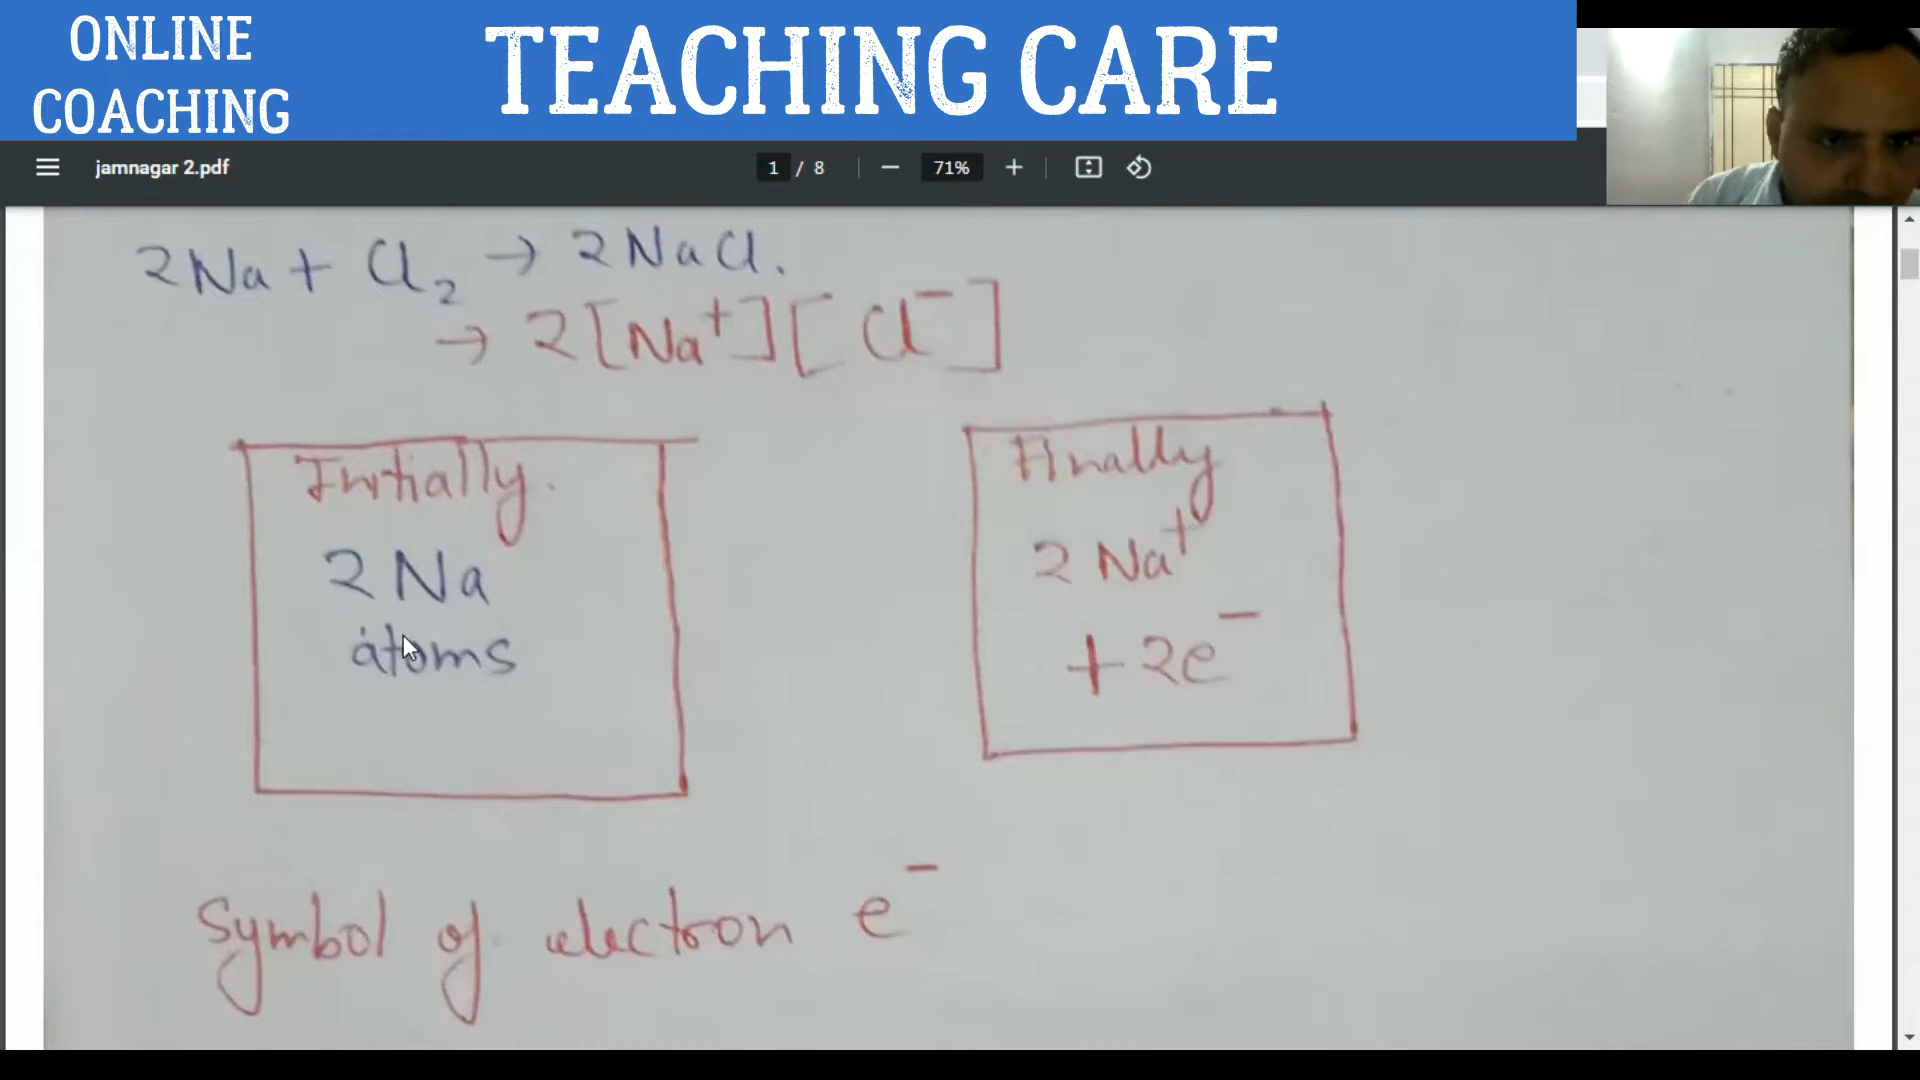 ONLINE
COACHING
TEACHING CARE
jamnagar 2.pdf
1 / 8
71%
2Na + Cl₂ → 2NaCl.
→ 2[Na⁺][Cl⁻]
Initially.
2 Na
atoms
Finally
2 Na⁺
+ 2e⁻
Symbol of electron e⁻